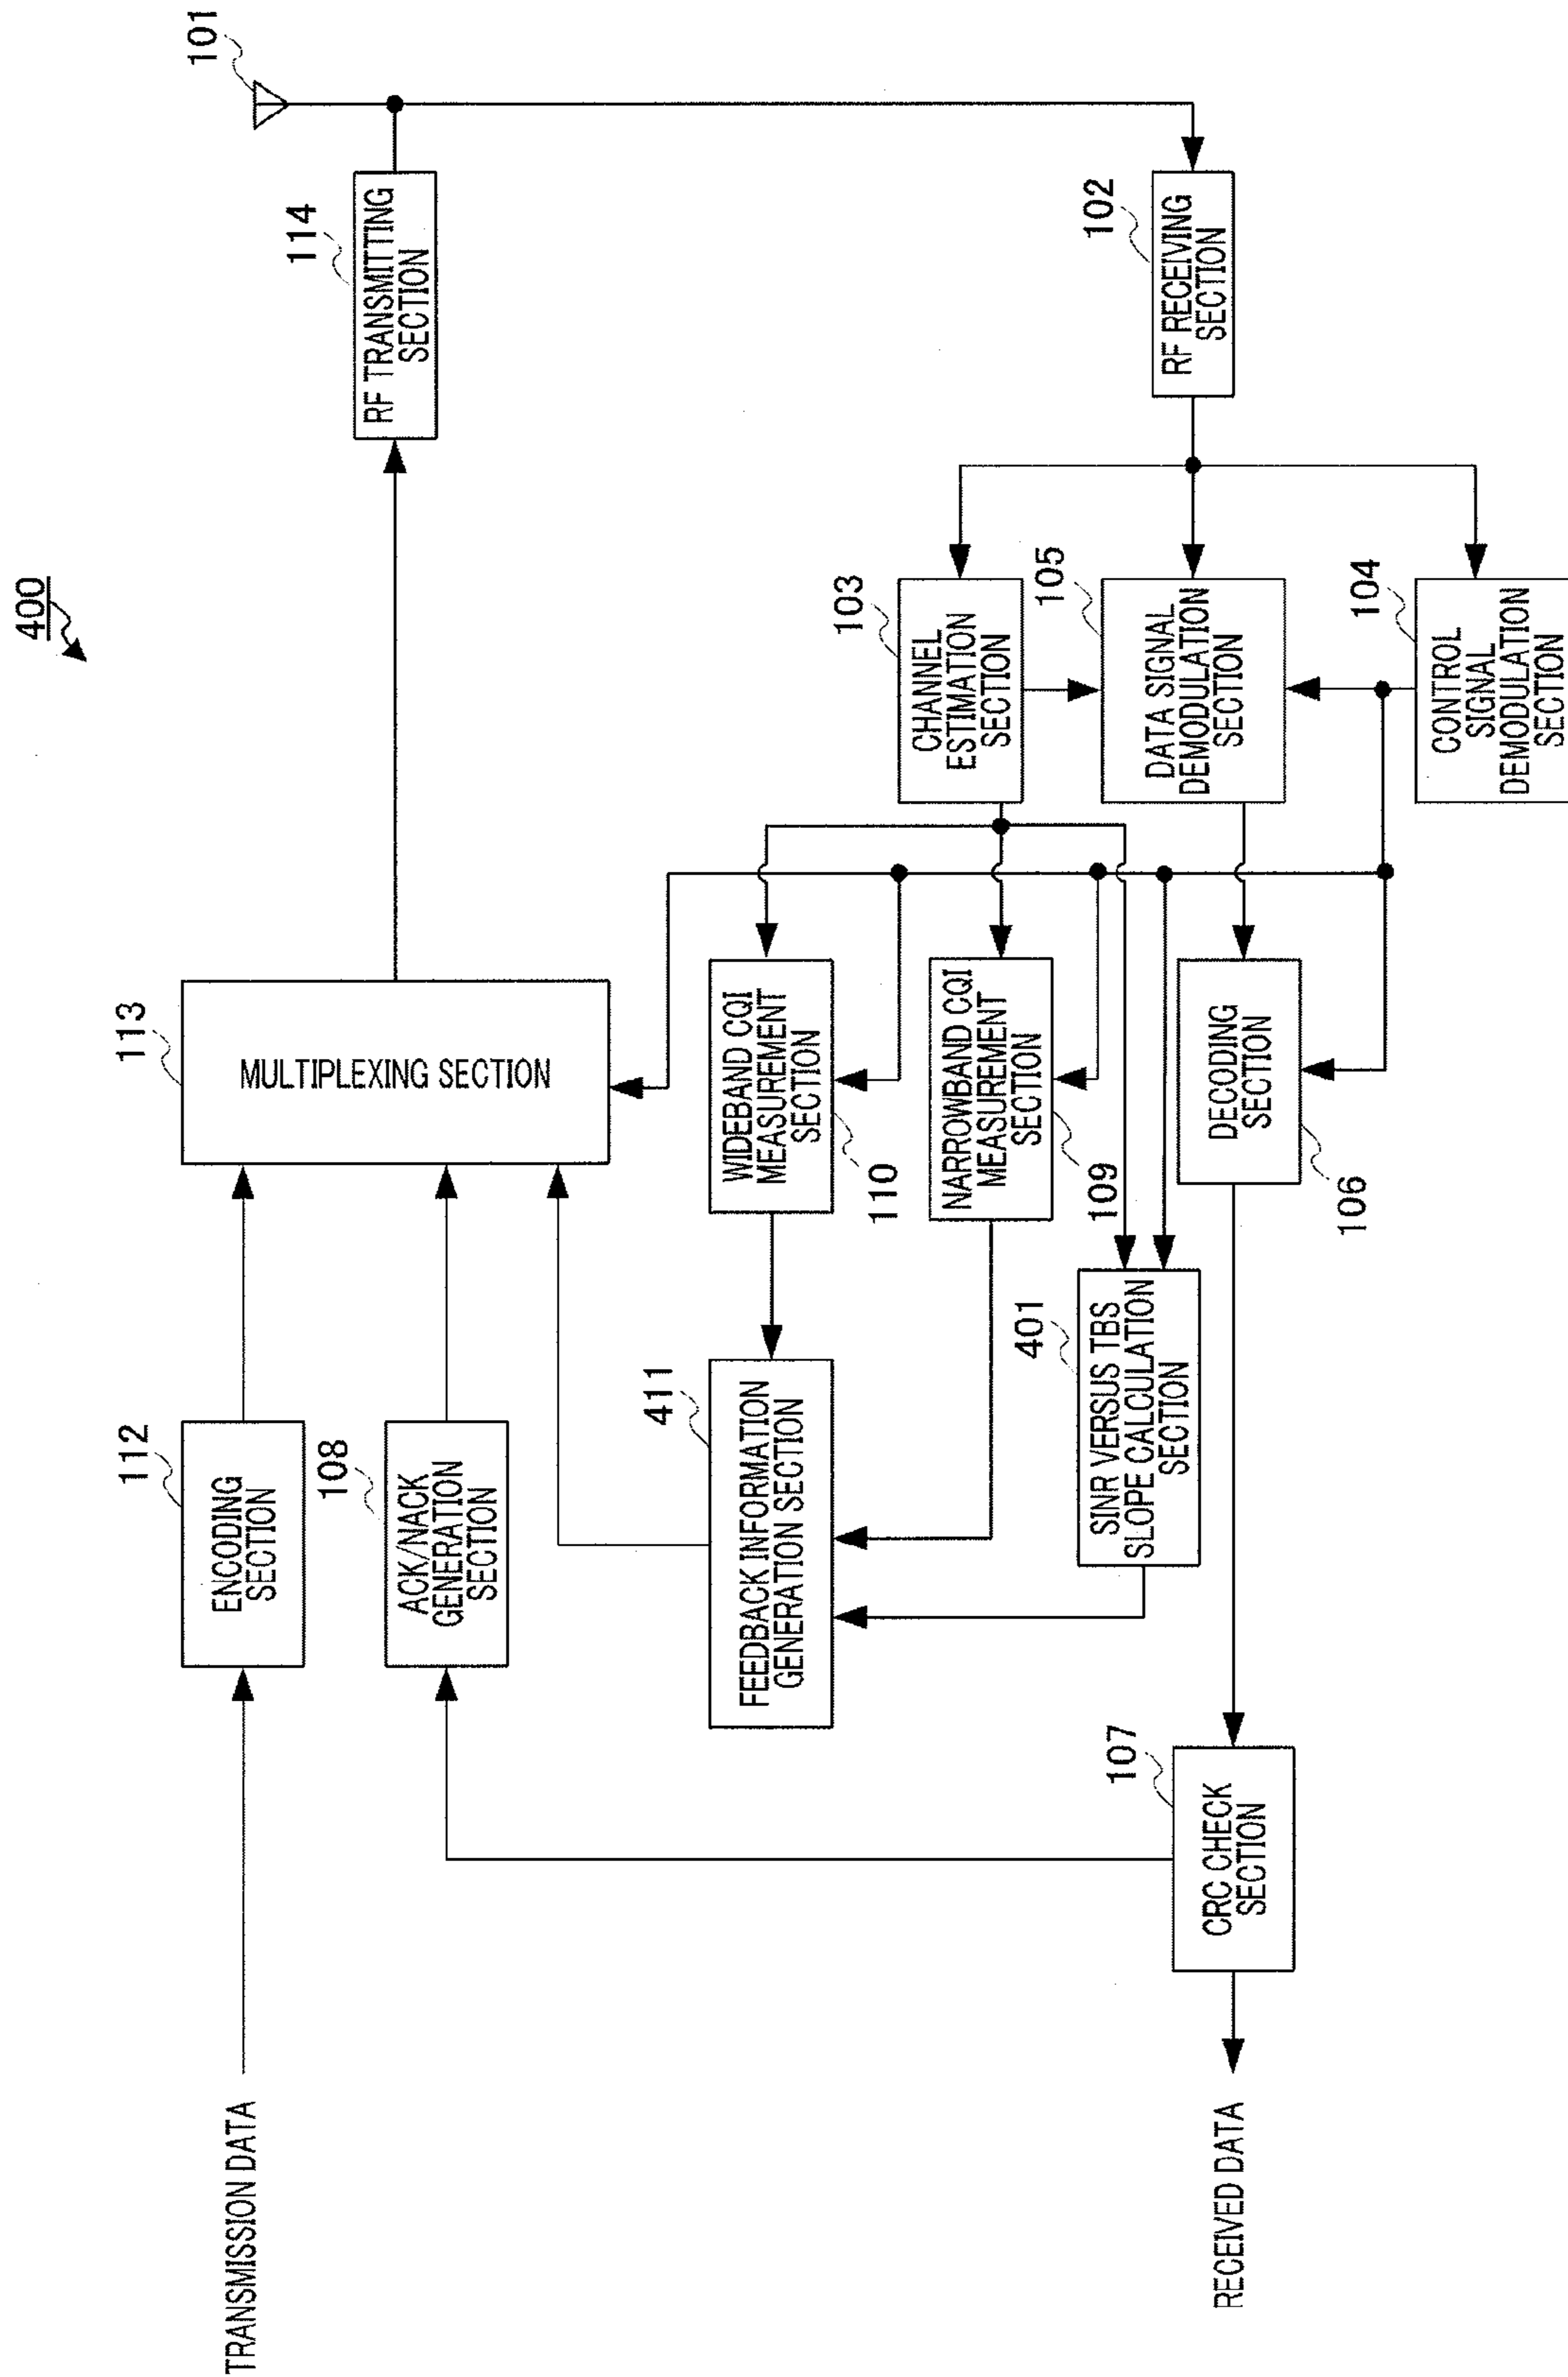 400
TRANSMISSION DATA
112
ENCODING
SECTION
113
MULTIPLEXING SECTION
114
RF TRANSMITTING
SECTION
101
108
ACK/NACK
GENERATION
SECTION
411
FEEDBACK INFORMATION
GENERATION SECTION
WIDEBAND CQI
MEASUREMENT
SECTION
110
NARROWBAND CQI
MEASUREMENT
SECTION
109
103
CHANNEL
ESTIMATION
SECTION
401
SINR VERSUS TBS
SLOPE CALCULATION
SECTION
105
DATA SIGNAL
DEMODULATION
SECTION
102
RF RECEIVING
SECTION
107
CRC CHECK
SECTION
DECODING
SECTION
106
RECEIVED DATA
104
CONTROL
SIGNAL
DEMODULATION
SECTION